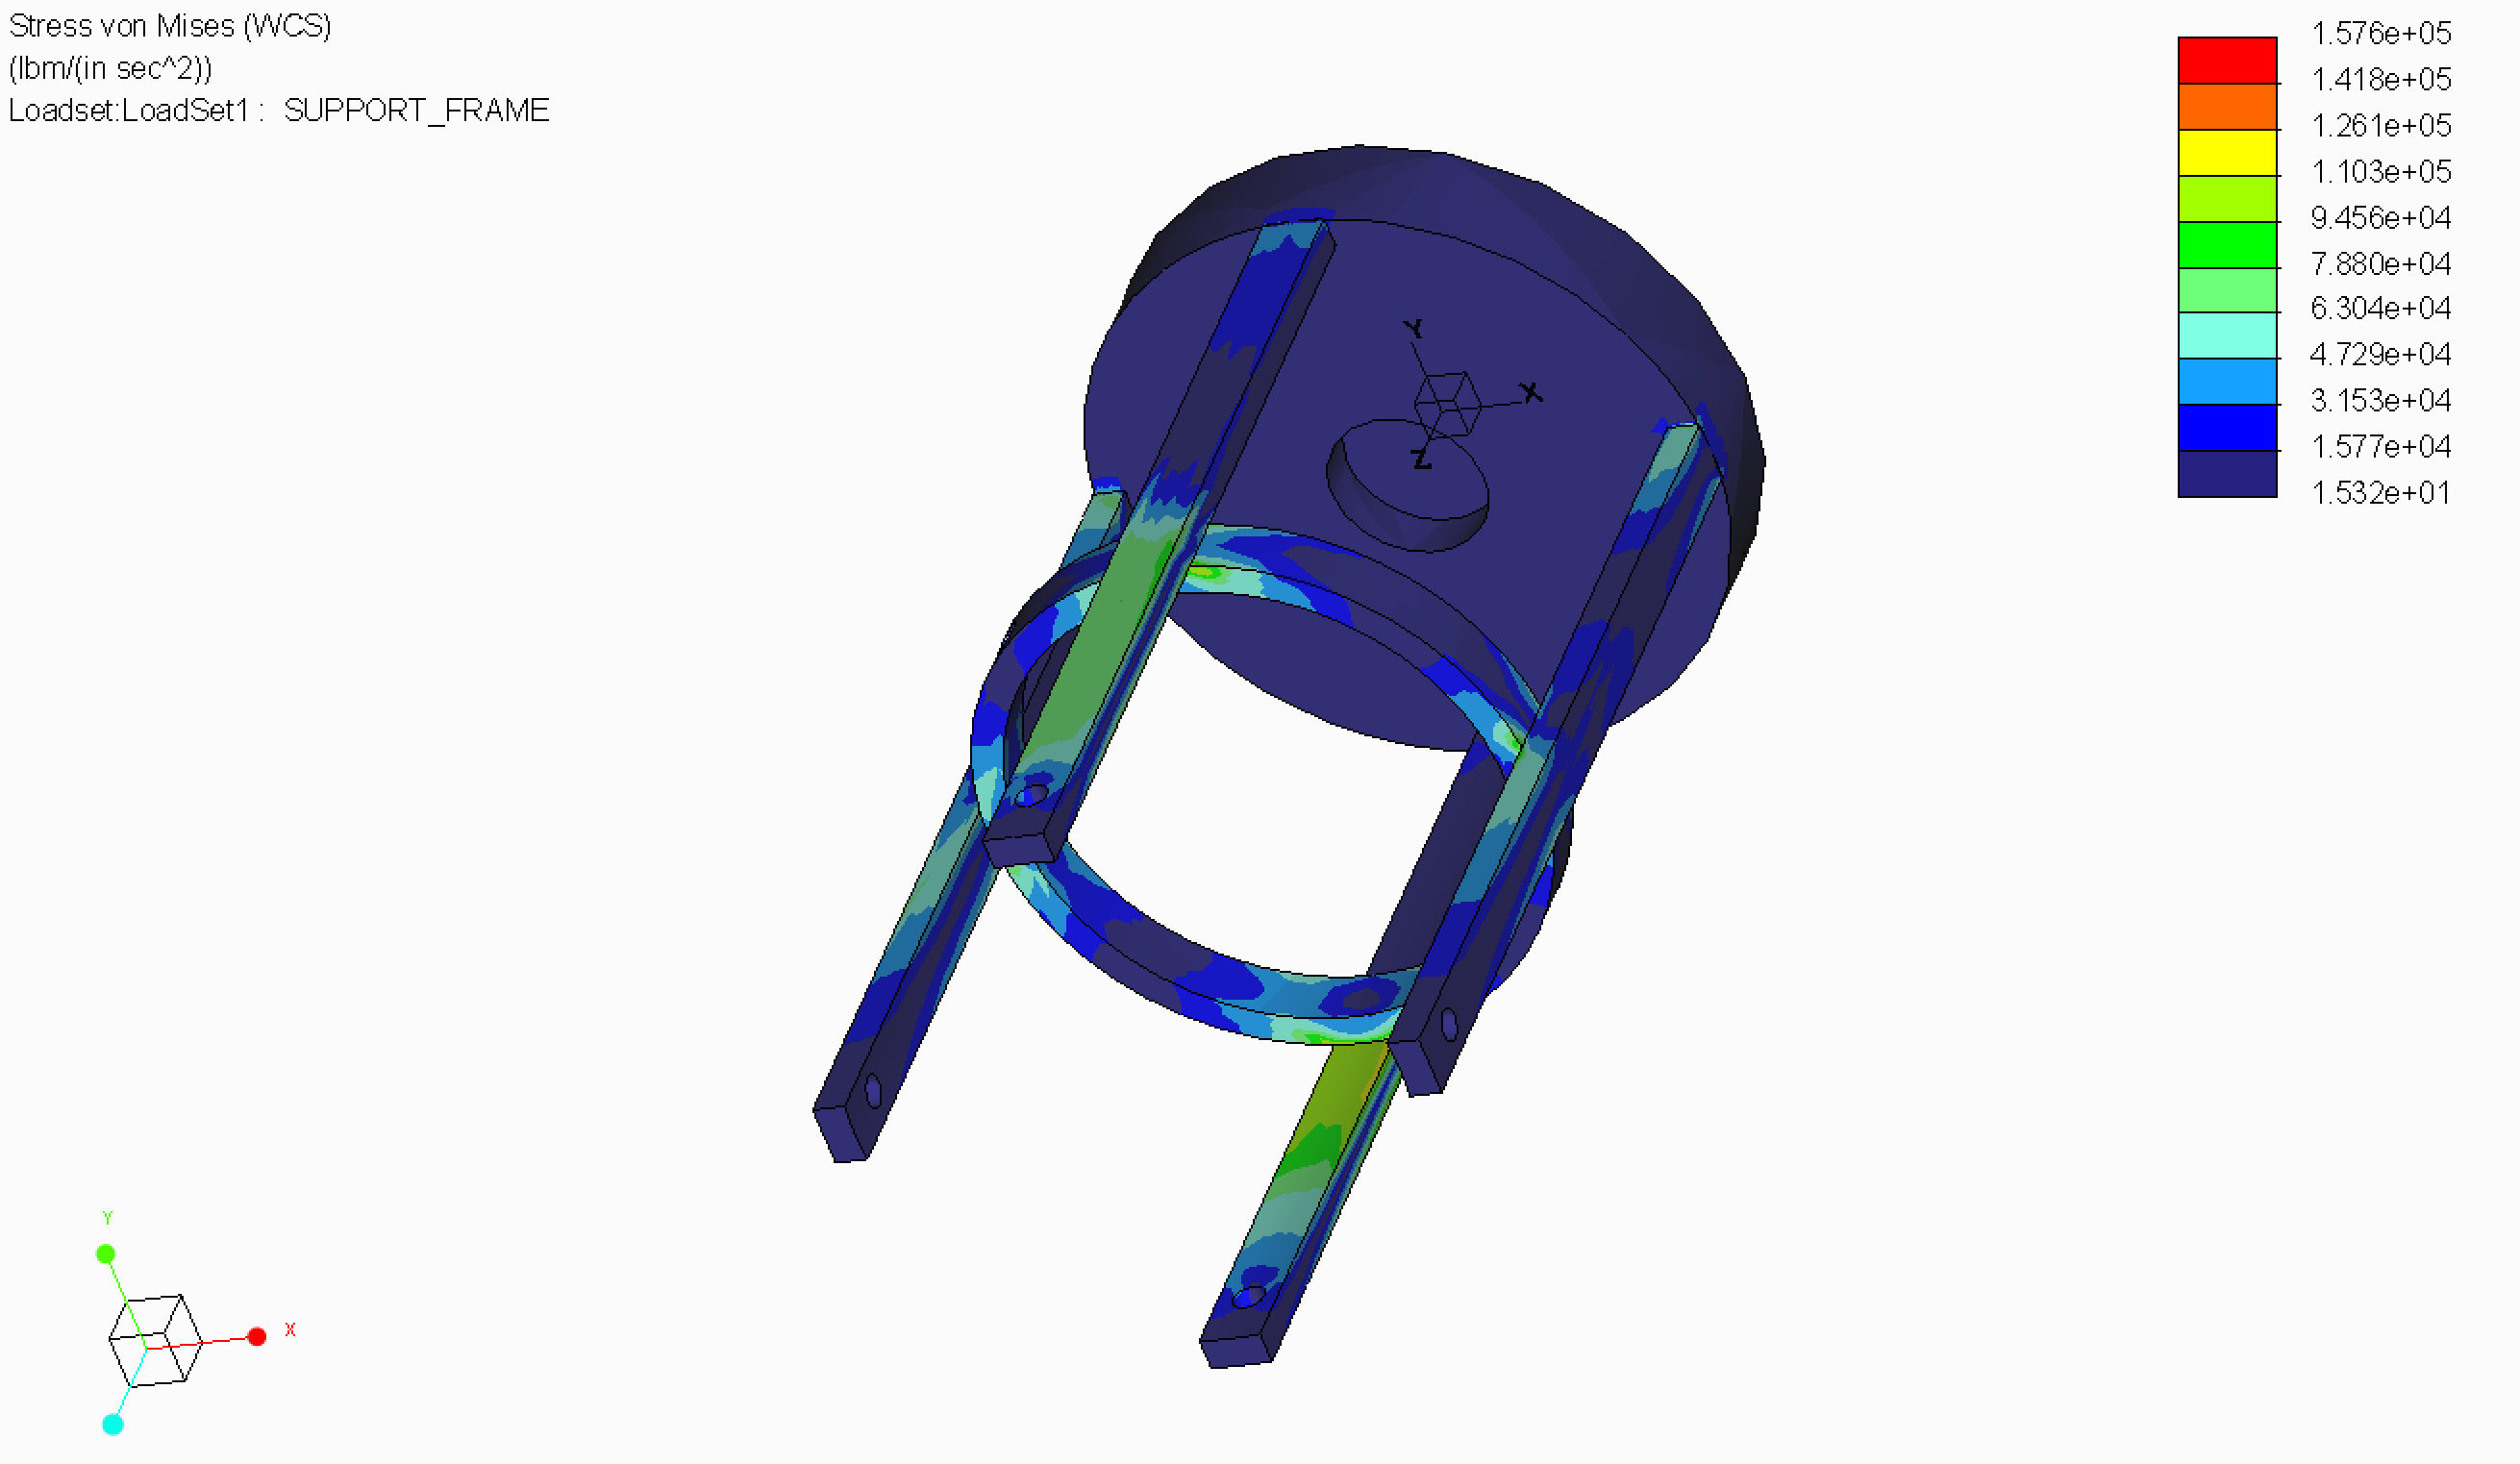 Stress von Mises (WCS)
(lbm/(in sec^2))
Loadset:LoadSet1 : SUPPORT_FRAME
1.576e+05
1.418e+05
1.261e+05
1.103e+05
9.456e+04
7.880e+04
6.304e+04
4.729e+04
3.153e+04
1.577e+04
1.532e+01
Y
X
Z
Y
X